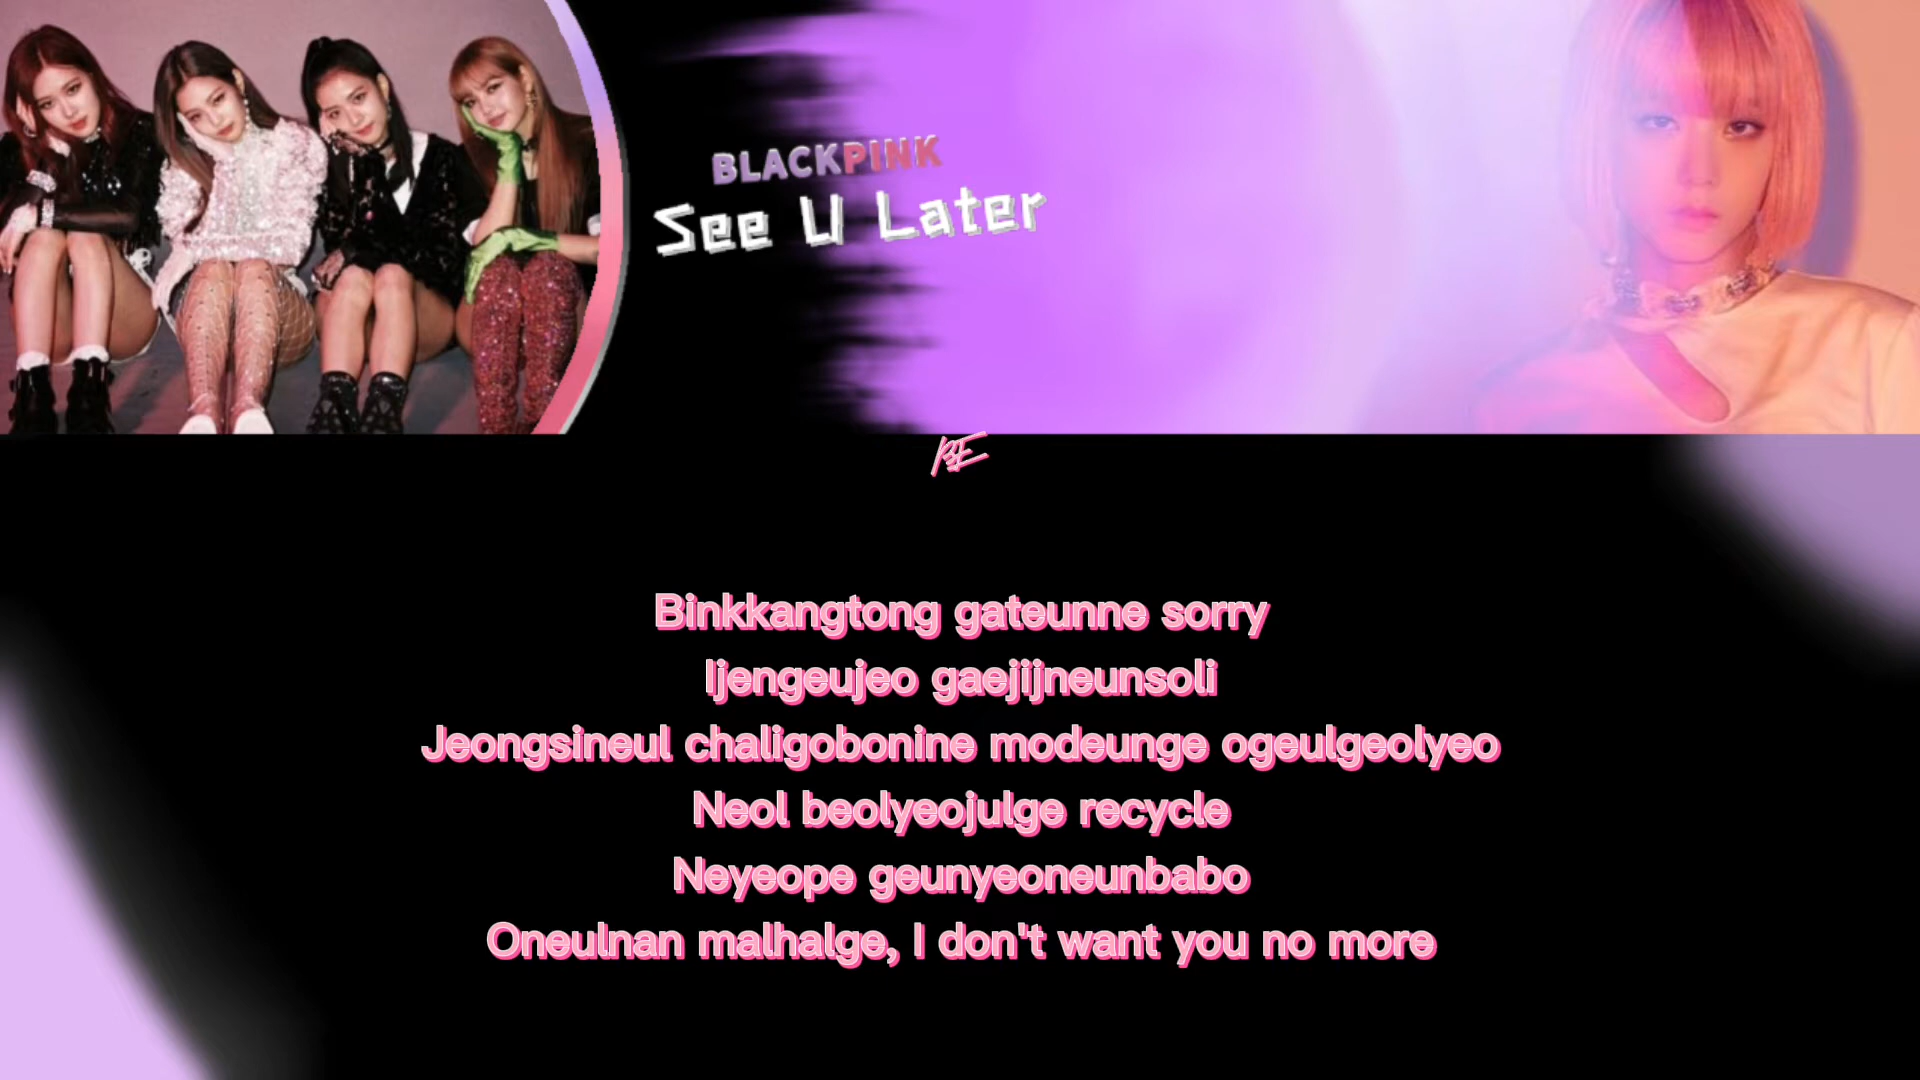 BLACKPINK
See U Later
BE
Binkkangtong gateunne sorry
Ijengeujeo gaejijneunsoli
Jeongsineul chaligobonine modeunge ogeulgeolyeo
Neol beolyeojulge recycle
Neyeope geunyeoneunbabo
Oneulnan malhalge, I don't want you no more